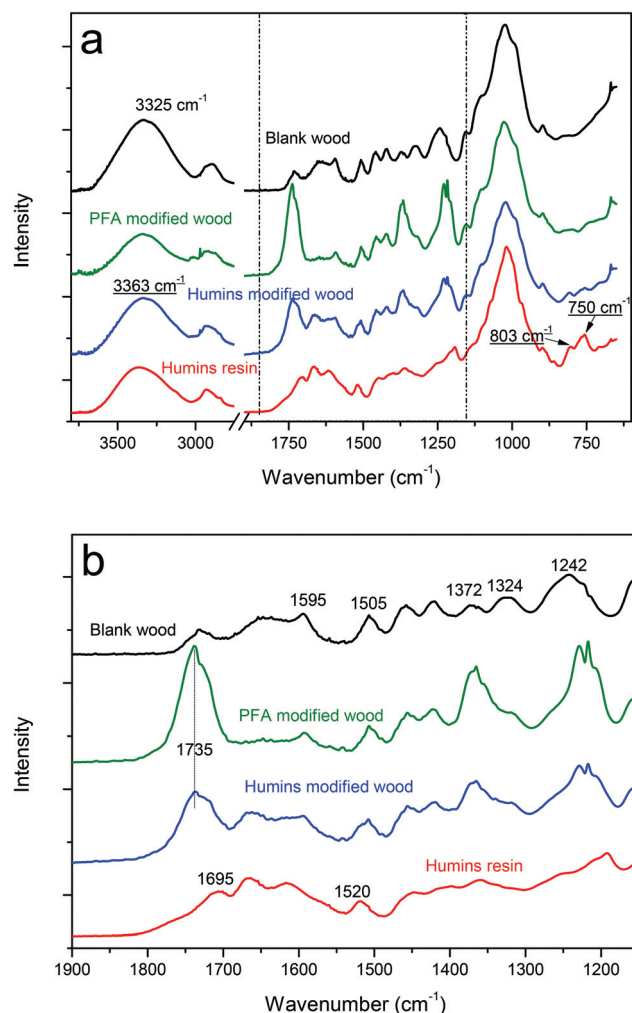 a
3325 cm⁻¹
Blank wood
PFA modified wood
3363 cm⁻¹
Humins modified wood
750 cm⁻¹
803 cm⁻¹
Humins resin
Intensity
3500 3000 1750 1500 1250 1000 750
Wavenumber (cm⁻¹)
b
1242
1372 1324
1595 1505
Blank wood
PFA modified wood
1735
Humins modified wood
Humins resin
1695 1520
Intensity
1900 1800 1700 1600 1500 1400 1300 1200
Wavenumber (cm⁻¹)